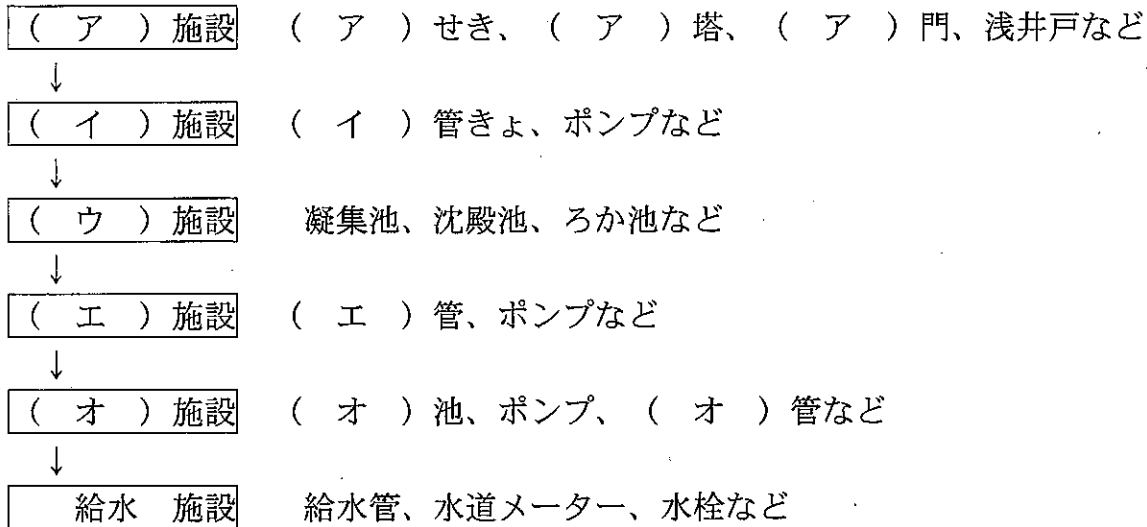 ( ア ) 施設 ( ア ) せき、( ア ) 塔、( ア ) 門、浅井戸など
↓
( イ ) 施設 ( イ ) 管きょ、ポンプなど
↓
( ウ ) 施設 凝集池、沈殿池、ろか池など
↓
( エ ) 施設 ( エ ) 管、ポンプなど
↓
( オ ) 施設 ( オ ) 池、ポンプ、( オ ) 管など
↓
給水 施設 給水管、水道メーター、水栓など